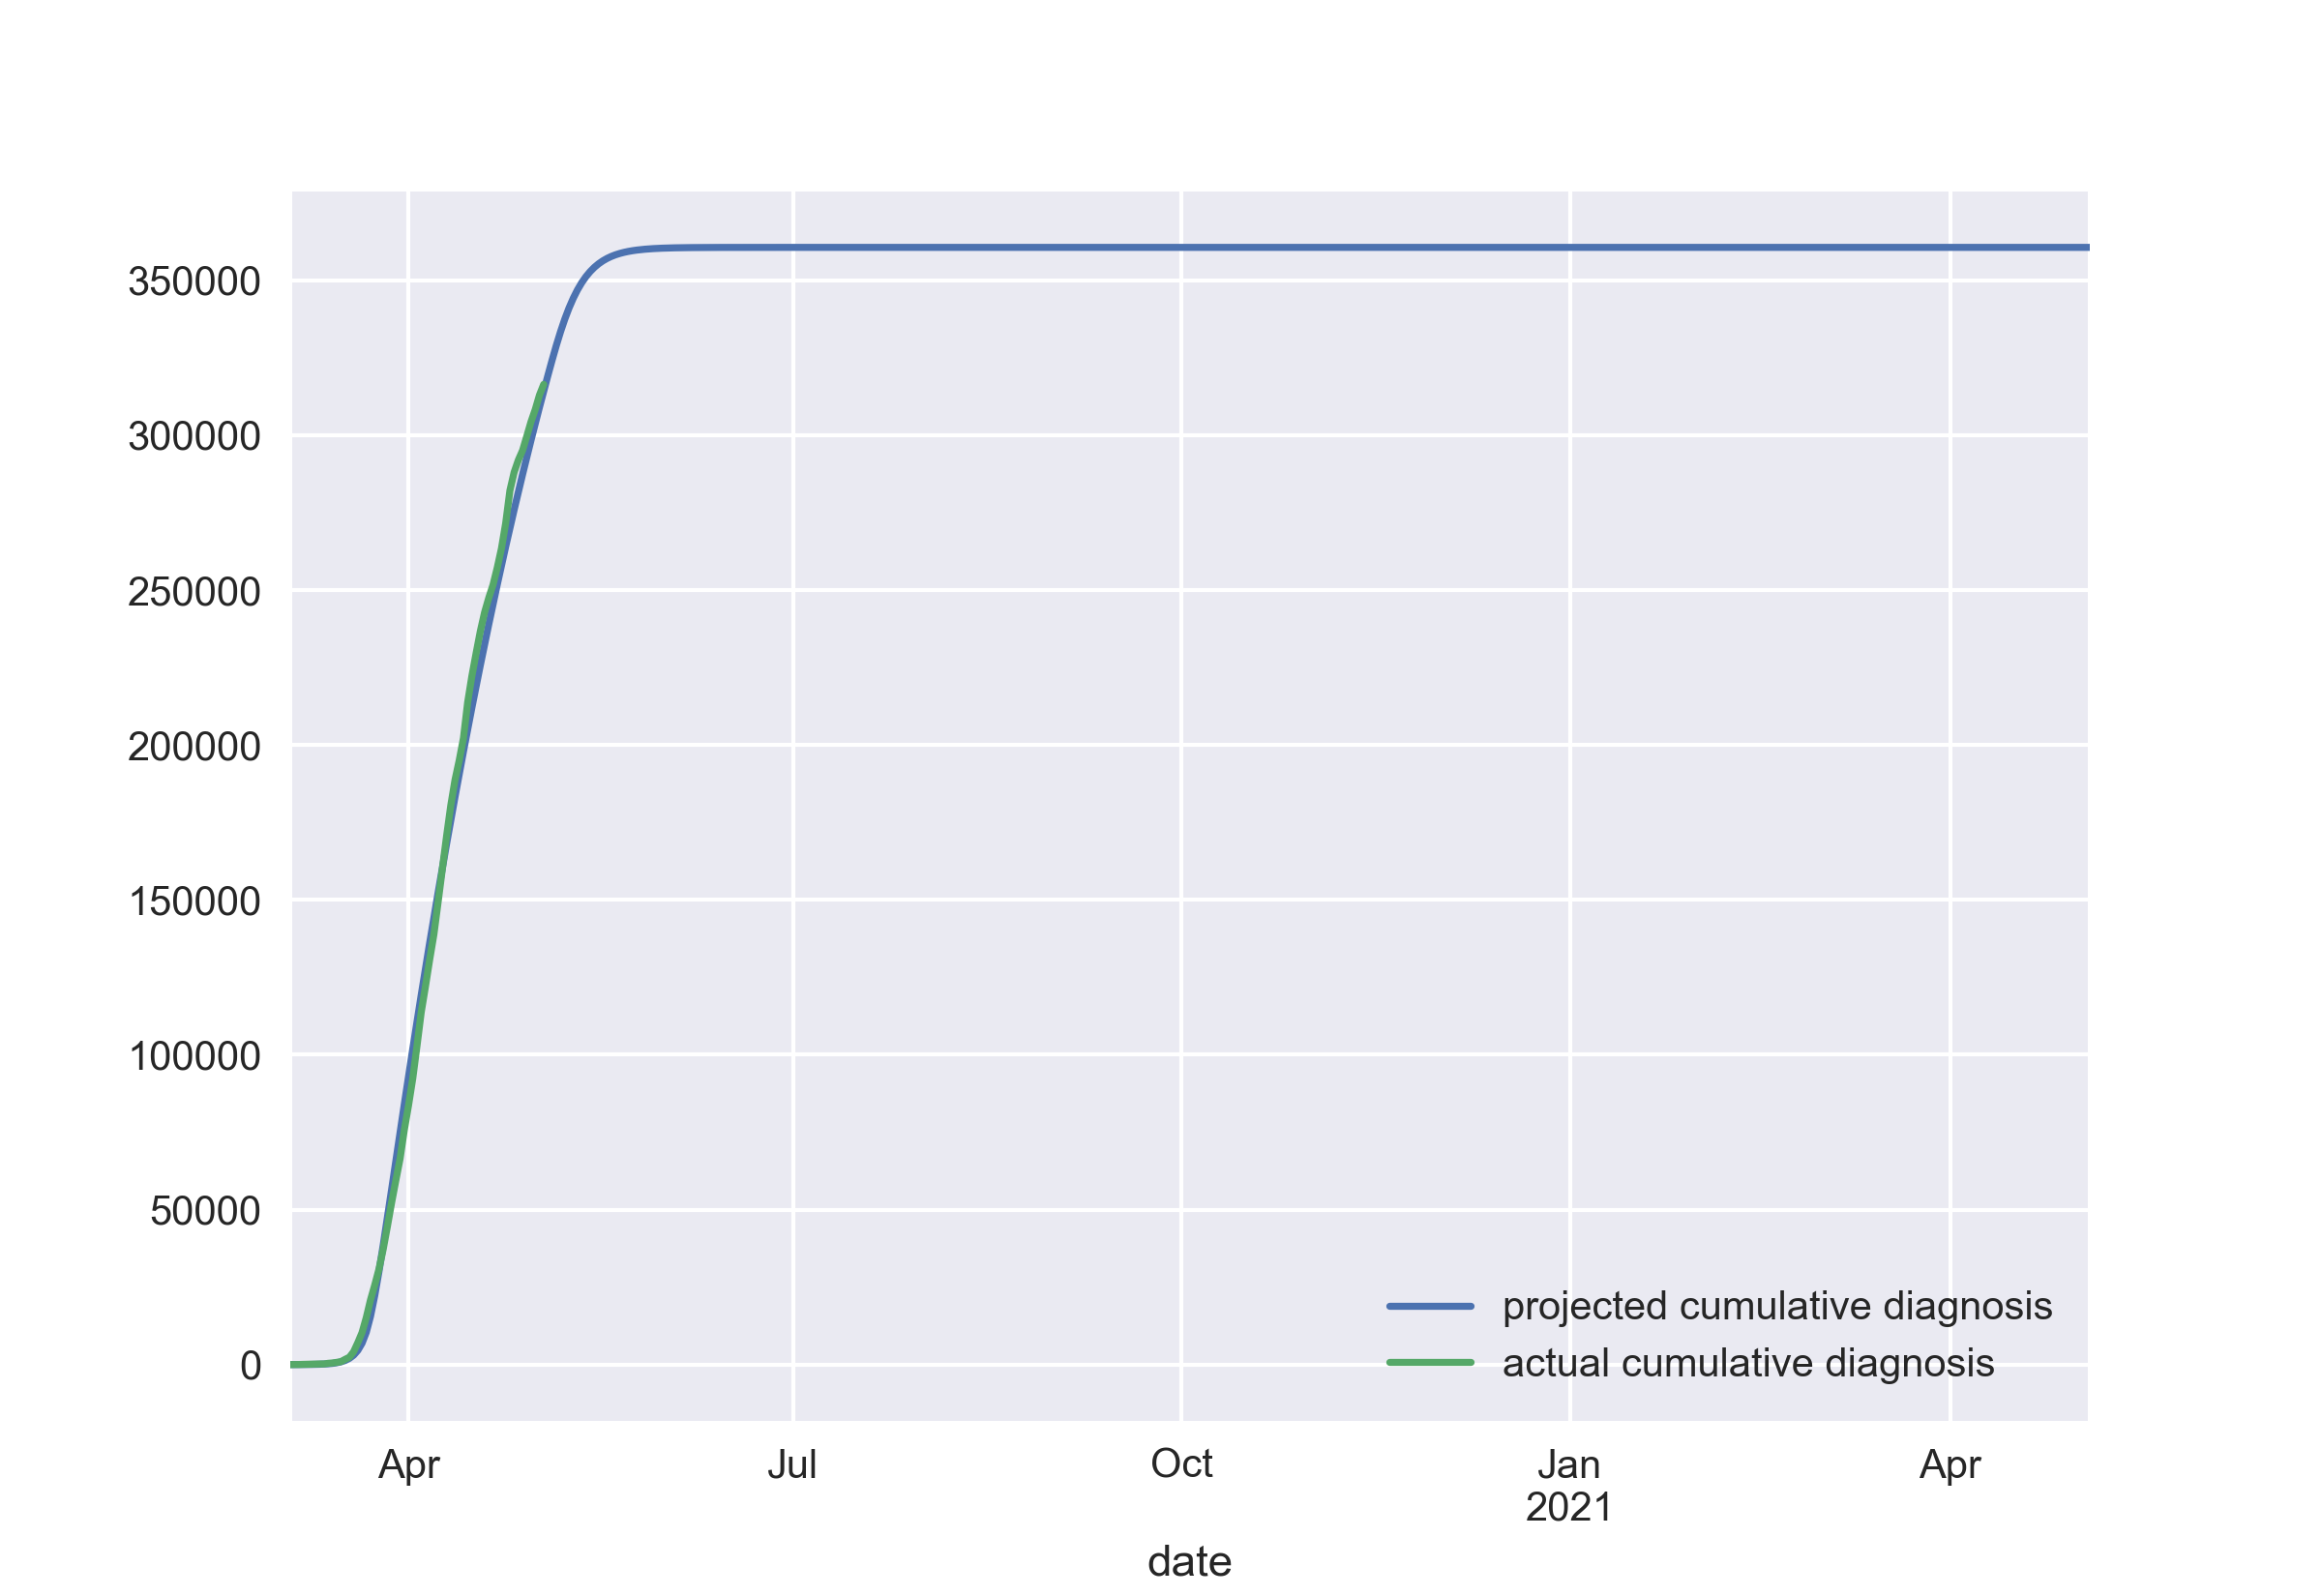 350000
300000
250000
200000
150000
100000
50000
0
projected cumulative diagnosis
actual cumulative diagnosis
Apr
Jul
Oct
Jan
2021
Apr
date